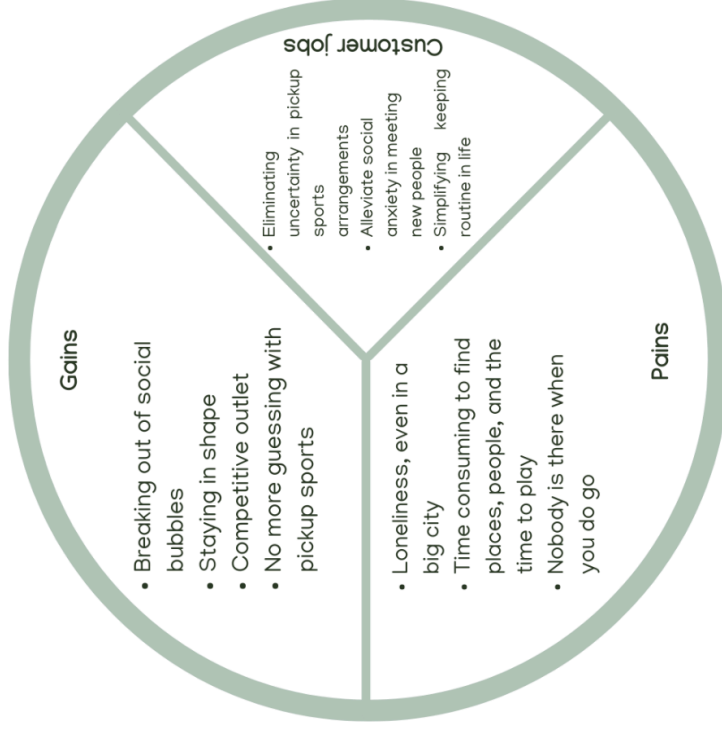 Gains
• Breaking out of social
bubbles
• Staying in shape
• Competitive outlet
• No more guessing with
pickup sports
Customer jobs
• Eliminating
uncertainty in pickup
sports
arrangements
• Alleviate social
anxiety in meeting
new people
• Simplifying keeping
routine in life
• Loneliness, even in a
big city
• Time consuming to find
places, people, and the
time to play
• Nobody is there when
you do go
Pains